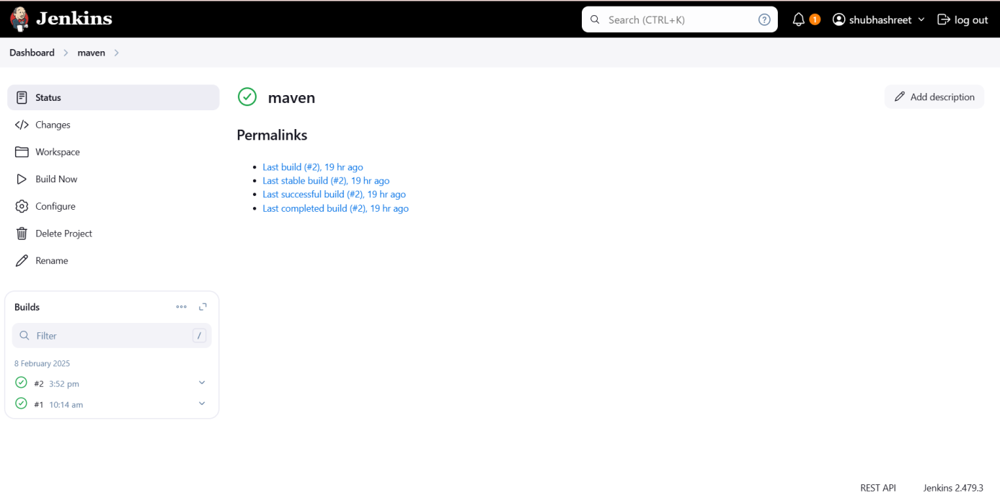 Jenkins
Search (CTRL+K)
?
1
shubhashreet
log out
Dashboard
maven
Status
Changes
Workspace
Build Now
Configure
Delete Project
Rename
maven
Add description
Permalinks
Last build (#2), 19 hr ago
Last stable build (#2), 19 hr ago
Last successful build (#2), 19 hr ago
Last completed build (#2), 19 hr ago
Builds
Filter
/
8 February 2025
#2 3:52 pm
#1 10:14 am
REST API
Jenkins 2.479.3